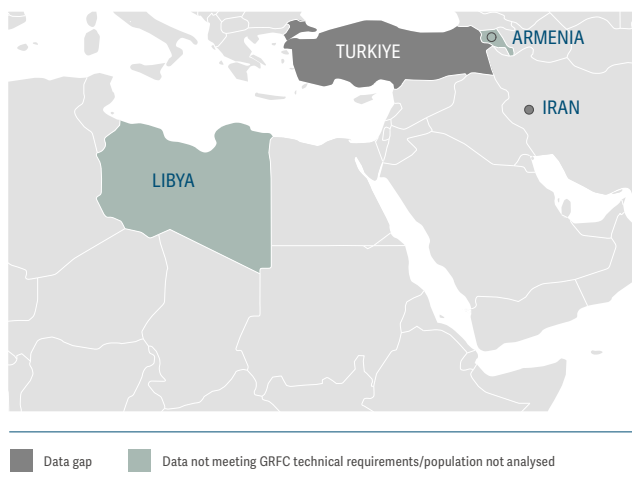 TURKIYE
ARMENIA
IRAN
LIBYA
Data gap
Data not meeting GRFC technical requirements/population not analysed